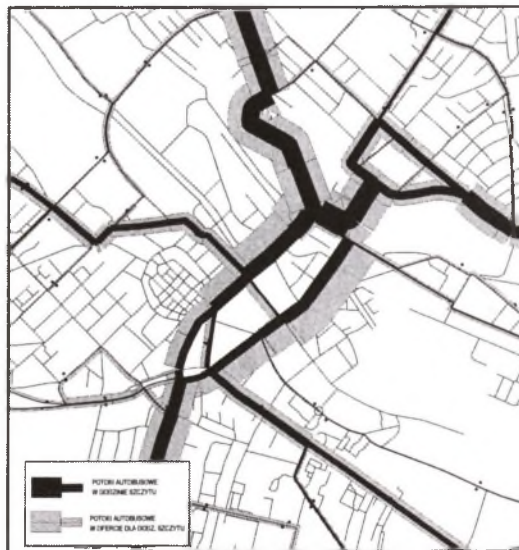 POTOKI AUTOBUSOWE
W GODZINIE SZCZYTU
POTOKI AUTOBUSOWE
W OFERCIE DLA GODZ. SZCZYTU